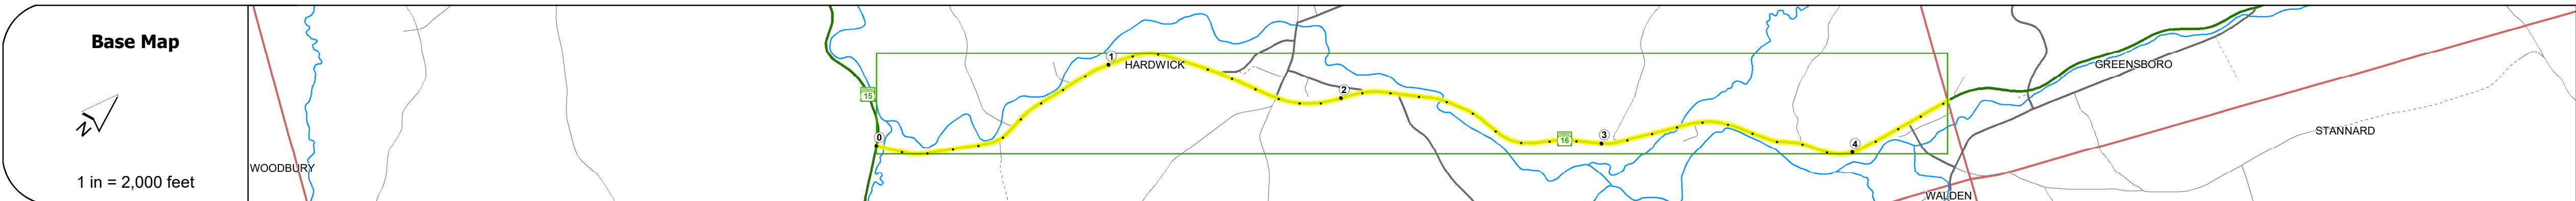 Base Map
N
1 in = 2,000 feet
WOODBURY
15
0
1
HARDWICK
2
16
3
4
GREENSBORO
STANNARD
WALDEN